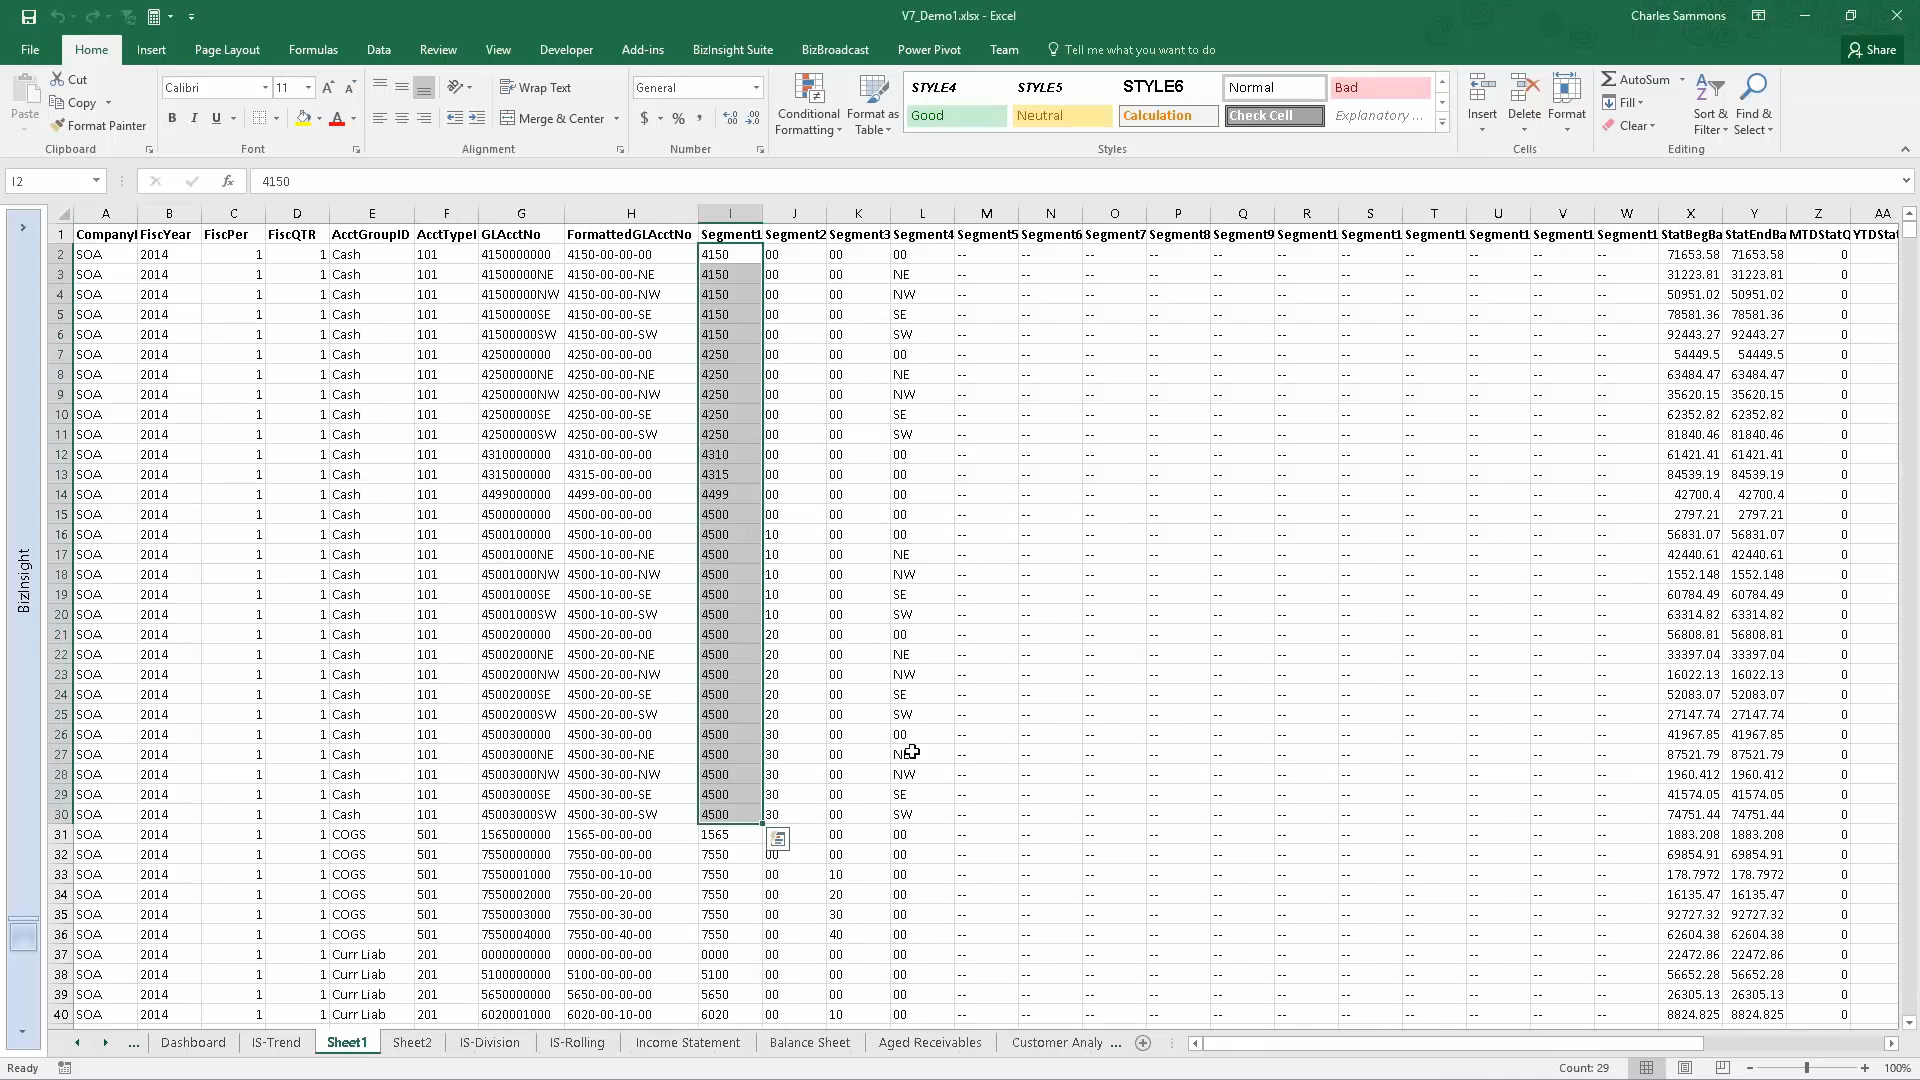 V7_Demo1.xlsx - Excel
Charles Sammons
File Home Insert Page Layout Formulas Data Review View Developer Add-ins BizInsight Suite BizBroadcast Power Pivot Team Tell me what you want to do Share
Paste
Cut
Copy
Format Painter
Clipboard
Calibri 11
B I U
Font
Wrap Text
Merge & Center
Alignment
General
$ % ,
Number
Conditional Formatting
Format as Table
STYLE4 STYLE5 STYLE6 Normal Bad
Good Neutral Calculation Check Cell Explanatory ...
Styles
Insert Delete Format
Cells
AutoSum
Fill
Clear
Sort & Filter
Find & Select
Editing
I2 fx 4150
BizInsight
A B C D E F G H I J K L M N O P Q R S T U V W X Y Z AA
1 CompanyI FiscYear FiscPer FiscQTR AcctGroupID AcctTypeI GLAcctNo FormattedGLAcctNo Segment1 Segment2 Segment3 Segment4 Segment5 Segment6 Segment7 Segment8 Segment9 Segment1 Segment1 Segment1 Segment1 Segment1 Segment1 StatBegBa StatEndBa MTDStatQ YTDStat
2 SOA 2014 1 1 Cash 101 4150000000 4150-00-00-00 4150 00 00 00 -- -- -- -- -- -- -- -- -- -- -- 71653.58 71653.58 0
3 SOA 2014 1 1 Cash 101 41500000NE 4150-00-00-NE 4150 00 00 NE -- -- -- -- -- -- -- -- -- -- -- 31223.81 31223.81 0
4 SOA 2014 1 1 Cash 101 41500000NW 4150-00-00-NW 4150 00 00 NW -- -- -- -- -- -- -- -- -- -- -- 50951.02 50951.02 0
5 SOA 2014 1 1 Cash 101 41500000SE 4150-00-00-SE 4150 00 00 SE -- -- -- -- -- -- -- -- -- -- -- 78581.36 78581.36 0
6 SOA 2014 1 1 Cash 101 41500000SW 4150-00-00-SW 4150 00 00 SW -- -- -- -- -- -- -- -- -- -- -- 92443.27 92443.27 0
7 SOA 2014 1 1 Cash 101 4250000000 4250-00-00-00 4250 00 00 00 -- -- -- -- -- -- -- -- -- -- -- 54449.5 54449.5 0
8 SOA 2014 1 1 Cash 101 42500000NE 4250-00-00-NE 4250 00 00 NE -- -- -- -- -- -- -- -- -- -- -- 63484.47 63484.47 0
9 SOA 2014 1 1 Cash 101 42500000NW 4250-00-00-NW 4250 00 00 NW -- -- -- -- -- -- -- -- -- -- -- 35620.15 35620.15 0
10 SOA 2014 1 1 Cash 101 42500000SE 4250-00-00-SE 4250 00 00 SE -- -- -- -- -- -- -- -- -- -- -- 62352.82 62352.82 0
11 SOA 2014 1 1 Cash 101 42500000SW 4250-00-00-SW 4250 00 00 SW -- -- -- -- -- -- -- -- -- -- -- 81840.46 81840.46 0
12 SOA 2014 1 1 Cash 101 4310000000 4310-00-00-00 4310 00 00 00 -- -- -- -- -- -- -- -- -- -- -- 61421.41 61421.41 0
13 SOA 2014 1 1 Cash 101 4315000000 4315-00-00-00 4315 00 00 00 -- -- -- -- -- -- -- -- -- -- -- 84539.19 84539.19 0
14 SOA 2014 1 1 Cash 101 4499000000 4499-00-00-00 4499 00 00 00 -- -- -- -- -- -- -- -- -- -- -- 42700.4 42700.4 0
15 SOA 2014 1 1 Cash 101 4500000000 4500-00-00-00 4500 00 00 00 -- -- -- -- -- -- -- -- -- -- -- 2797.21 2797.21 0
16 SOA 2014 1 1 Cash 101 4500100000 4500-10-00-00 4500 10 00 00 -- -- -- -- -- -- -- -- -- -- -- 56831.07 56831.07 0
17 SOA 2014 1 1 Cash 101 45001000NE 4500-10-00-NE 4500 10 00 NE -- -- -- -- -- -- -- -- -- -- -- 42440.61 42440.61 0
18 SOA 2014 1 1 Cash 101 45001000NW 4500-10-00-NW 4500 10 00 NW -- -- -- -- -- -- -- -- -- -- -- 1552.148 1552.148 0
19 SOA 2014 1 1 Cash 101 45001000SE 4500-10-00-SE 4500 10 00 SE -- -- -- -- -- -- -- -- -- -- -- 60784.49 60784.49 0
20 SOA 2014 1 1 Cash 101 45001000SW 4500-10-00-SW 4500 10 00 SW -- -- -- -- -- -- -- -- -- -- -- 63314.82 63314.82 0
21 SOA 2014 1 1 Cash 101 4500200000 4500-20-00-00 4500 20 00 00 -- -- -- -- -- -- -- -- -- -- -- 56808.81 56808.81 0
22 SOA 2014 1 1 Cash 101 45002000NE 4500-20-00-NE 4500 20 00 NE -- -- -- -- -- -- -- -- -- -- -- 33397.04 33397.04 0
23 SOA 2014 1 1 Cash 101 45002000NW 4500-20-00-NW 4500 20 00 NW -- -- -- -- -- -- -- -- -- -- -- 16022.13 16022.13 0
24 SOA 2014 1 1 Cash 101 45002000SE 4500-20-00-SE 4500 20 00 SE -- -- -- -- -- -- -- -- -- -- -- 52083.07 52083.07 0
25 SOA 2014 1 1 Cash 101 45002000SW 4500-20-00-SW 4500 20 00 SW -- -- -- -- -- -- -- -- -- -- -- 27147.74 27147.74 0
26 SOA 2014 1 1 Cash 101 4500300000 4500-30-00-00 4500 30 00 00 -- -- -- -- -- -- -- -- -- -- -- 41967.85 41967.85 0
27 SOA 2014 1 1 Cash 101 45003000NE 4500-30-00-NE 4500 30 00 NE -- -- -- -- -- -- -- -- -- -- -- 87521.79 87521.79 0
28 SOA 2014 1 1 Cash 101 45003000NW 4500-30-00-NW 4500 30 00 NW -- -- -- -- -- -- -- -- -- -- -- 1960.412 1960.412 0
29 SOA 2014 1 1 Cash 101 45003000SE 4500-30-00-SE 4500 30 00 SE -- -- -- -- -- -- -- -- -- -- -- 41574.05 41574.05 0
30 SOA 2014 1 1 Cash 101 45003000SW 4500-30-00-SW 4500 30 00 SW -- -- -- -- -- -- -- -- -- -- -- 74751.44 74751.44 0
31 SOA 2014 1 1 COGS 501 1565000000 1565-00-00-00 1565 00 00 -- -- -- -- -- -- -- -- -- -- -- 1883.208 1883.208 0
32 SOA 2014 1 1 COGS 501 7550000000 7550-00-00-00 7550 00 00 00 -- -- -- -- -- -- -- -- -- -- -- 69854.91 69854.91 0
33 SOA 2014 1 1 COGS 501 7550001000 7550-00-10-00 7550 00 10 00 -- -- -- -- -- -- -- -- -- -- -- 178.7972 178.7972 0
34 SOA 2014 1 1 COGS 501 7550002000 7550-00-20-00 7550 00 20 00 -- -- -- -- -- -- -- -- -- -- -- 16135.47 16135.47 0
35 SOA 2014 1 1 COGS 501 7550003000 7550-00-30-00 7550 00 30 00 -- -- -- -- -- -- -- -- -- -- -- 92727.32 92727.32 0
36 SOA 2014 1 1 COGS 501 7550004000 7550-00-40-00 7550 00 40 00 -- -- -- -- -- -- -- -- -- -- -- 62604.38 62604.38 0
37 SOA 2014 1 1 Curr Liab 201 0000000000 0000-00-00-00 0000 00 00 00 -- -- -- -- -- -- -- -- -- -- -- 22472.86 22472.86 0
38 SOA 2014 1 1 Curr Liab 201 5100000000 5100-00-00-00 5100 00 00 00 -- -- -- -- -- -- -- -- -- -- -- 56652.28 56652.28 0
39 SOA 2014 1 1 Curr Liab 201 5650000000 5650-00-00-00 5650 00 00 00 -- -- -- -- -- -- -- -- -- -- -- 26305.13 26305.13 0
40 SOA 2014 1 1 Curr Liab 201 6020001000 6020-00-10-00 6020 00 10 00 -- -- -- -- -- -- -- -- -- -- -- 8824.825 8824.825 0
... Dashboard IS-Trend Sheet1 Sheet2 IS-Division IS-Rolling Income Statement Balance Sheet Aged Receivables Customer Analy ...
Ready Count: 29 100%